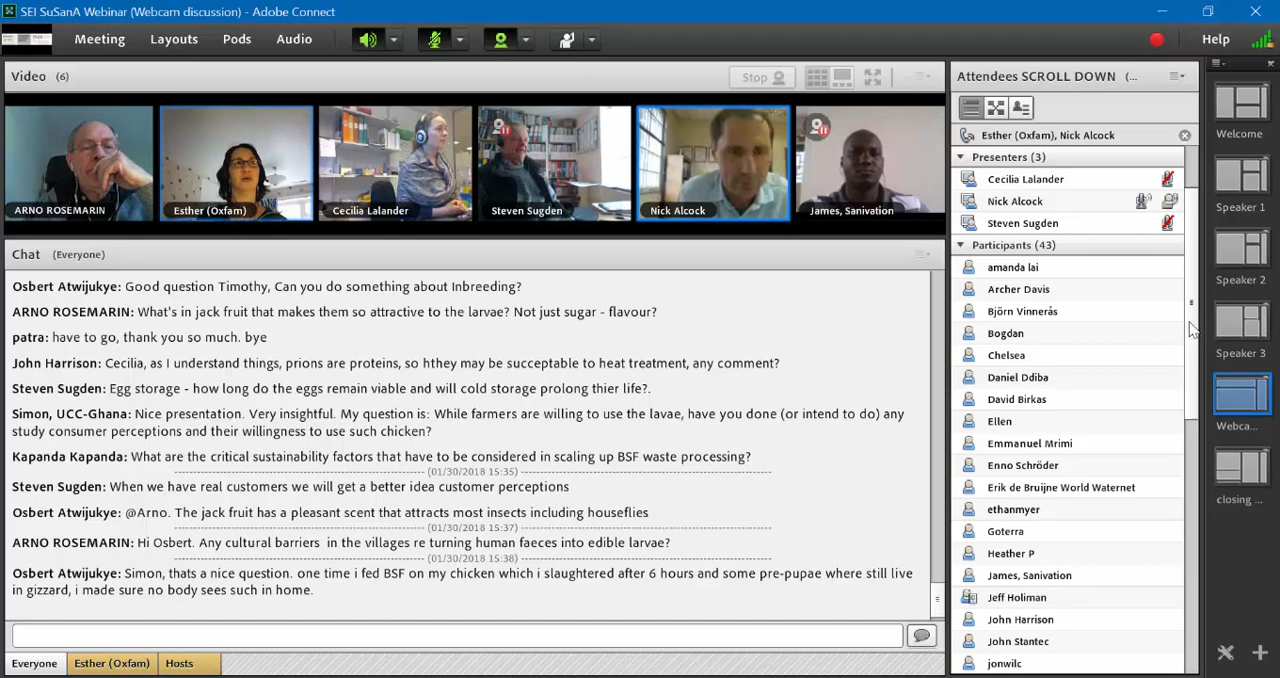 SEI SuSanA Webinar (Webcam discussion) - Adobe Connect
Meeting Layouts Pods Audio Help
Video (6)
Stop
ARNO ROSEMARIN
Esther (Oxfam)
Cecilia Lalander
Steven Sugden
Nick Alcock
James, Sanivation
Chat (Everyone)
Osbert Atwijukye: Good question Timothy, Can you do something about Inbreeding?
ARNO ROSEMARIN: What's in jack fruit tha makes them so attractive to the larvae? Not just sugar - flavour?
patra: have to go, thank you so much. bye
John Harrison: Cecilia, as I understand things, prions are proteins, so hthey may be succeptable to heat treatment, any comment?
Steven Sugden: Egg storage - how long do the eggs remain viable and will cold storage prolong thier life?.
Simon, UCC-Ghana: Nice presentation. Very insightful. My question is: While farmers are willing to use the lavae, have you done (or intend to do) any
study consumer perceptions and their willingness to use such chicken?
Kapanda Kapanda: What are the critical sustainability factors that have to be considered in scaling up BSF waste processing?
(01/30/2018 15:35)
Steven Sugden: When we have real customers we will get a better idea customer perceptions
Osbert Atwijukye: @Arno. The jack fruit has a pleasant scent that attracts most insects including houseflies
(01/30/2018 15:37)
ARNO ROSEMARIN: Hi Osbert. Any cultural barriers in the villages re turning human faeces into edible larvae?
(01/30/2018 15:38)
Osbert Atwijukye: Simon, thats a nice question. one time i fed BSF on my chicken which i slaughtered after 6 hours and some pre-pupae where still live
in gizzard, i made sure no body sees such in home.
Everyone Esther (Oxfam) Hosts
Attendees SCROLL DOWN (...
Esther (Oxfam), Nick Alcock
Presenters (3)
Cecilia Lalander
Nick Alcock
Steven Sugden
Participants (43)
amanda lai
Archer Davis
Björn Vinnerås
Bogdan
Chelsea
Daniel Ddiba
David Birkas
Ellen
Emmanuel Mrimi
Enno Schröder
Erik de Bruijne World Waternet
ethanmyer
Goterra
Heather P
James, Sanivation
Jeff Holiman
John Harrison
John Stantec
jonwilc
Welcome
Speaker 1
Speaker 2
Speaker 3
Webca...
closing ...